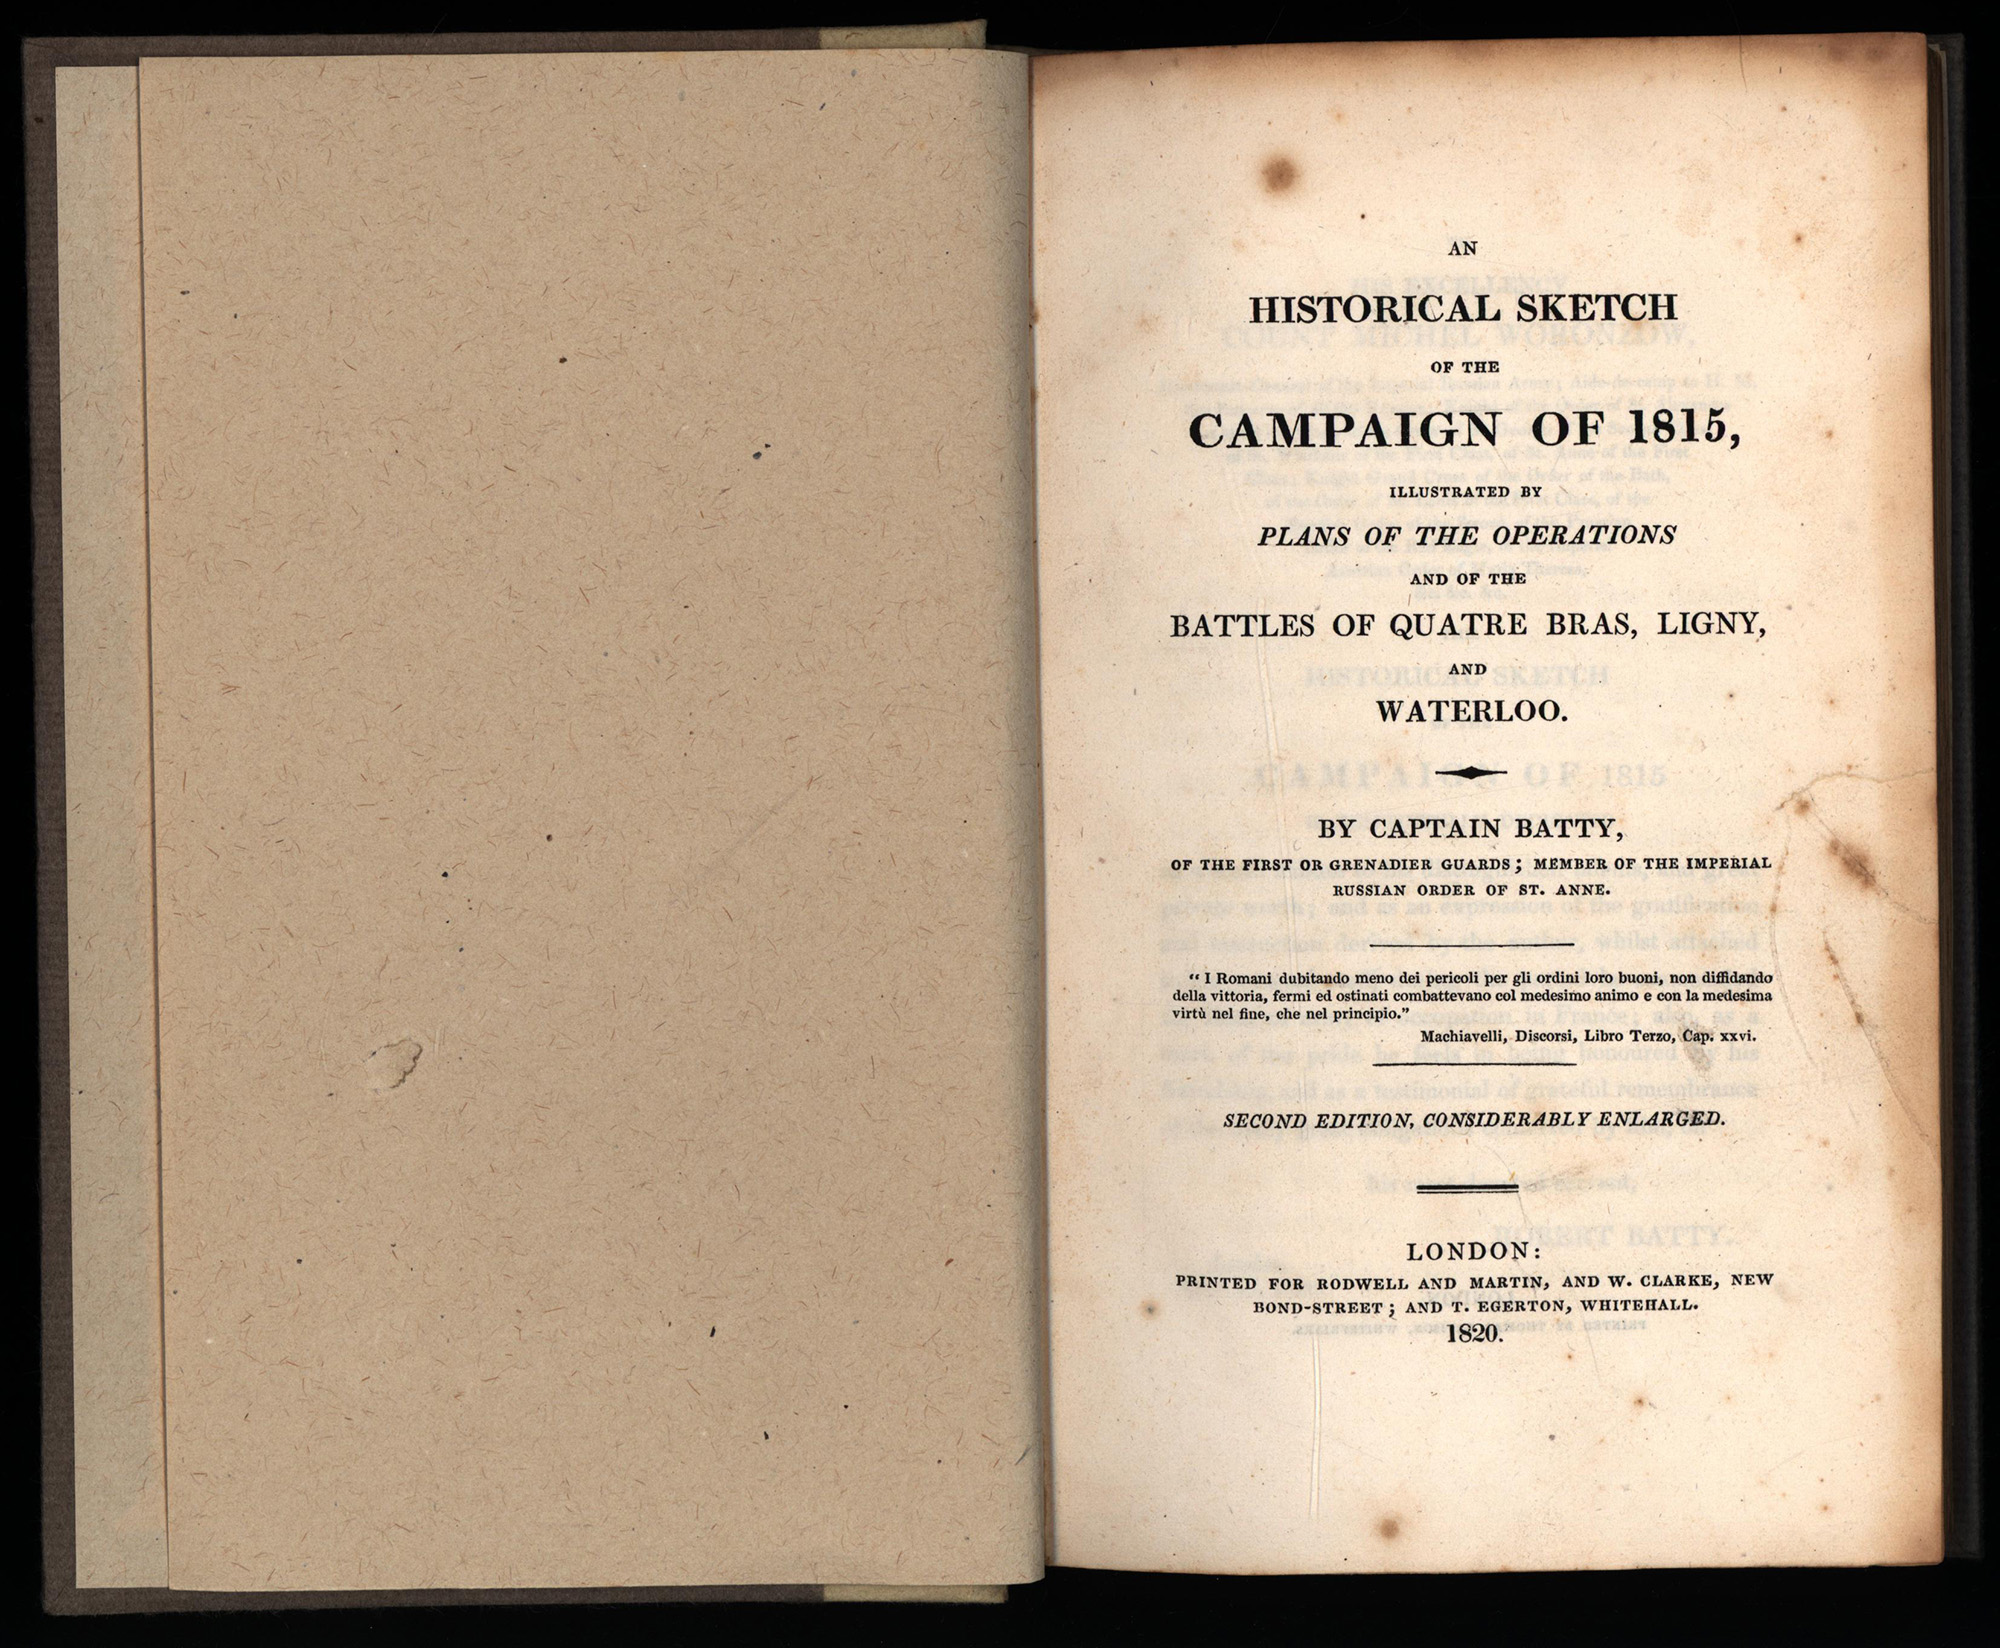 AN
HISTORICAL SKETCH
OF THE
CAMPAIGN OF 1815,
ILLUSTRATED BY
PLANS OF THE OPERATIONS
AND OF THE
BATTLES OF QUATRE BRAS, LIGNY,
AND
WATERLOO.
BY CAPTAIN BATTY,
OF THE FIRST OR GRENADIER GUARDS; MEMBER OF THE IMPERIAL
RUSSIAN ORDER OF ST. ANNE.
“ I Romani dubitando meno dei pericoli per gli ordini loro buoni, non diffidando
della vittoria, fermi ed ostinati combattevano col medesimo animo e con la medesima
virtù nel fine, che nel principio.”
Machiavelli, Discorsi, Libro Terzo, Cap. xxvi.
SECOND EDITION, CONSIDERABLY ENLARGED.
LONDON:
PRINTED FOR RODWELL AND MARTIN, AND W. CLARKE, NEW
BOND-STREET; AND T. EGERTON, WHITEHALL.
1820.